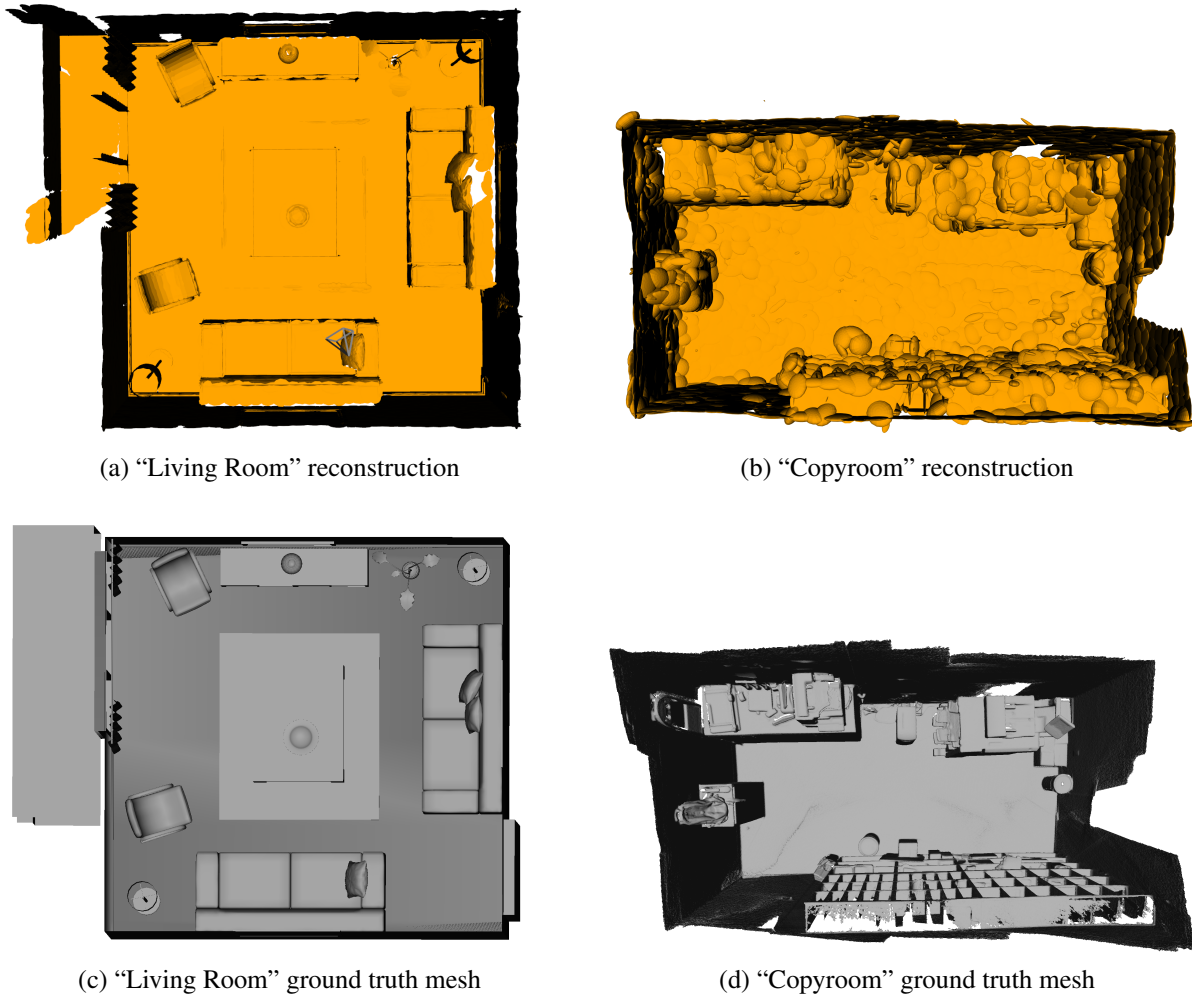 (a) “Living Room” reconstruction
(b) “Copyroom” reconstruction
(c) “Living Room” ground truth mesh
(d) “Copyroom” ground truth mesh